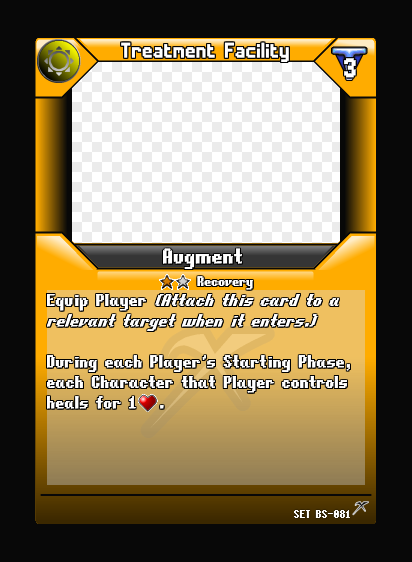 Treatment Facility
3
Augment
Recovery
Equip Player (Attach this card to a
relevant target when it enters.)
During each Player's Starting Phase,
each Character that Player controls
heals for 1❤.
SET BS-081